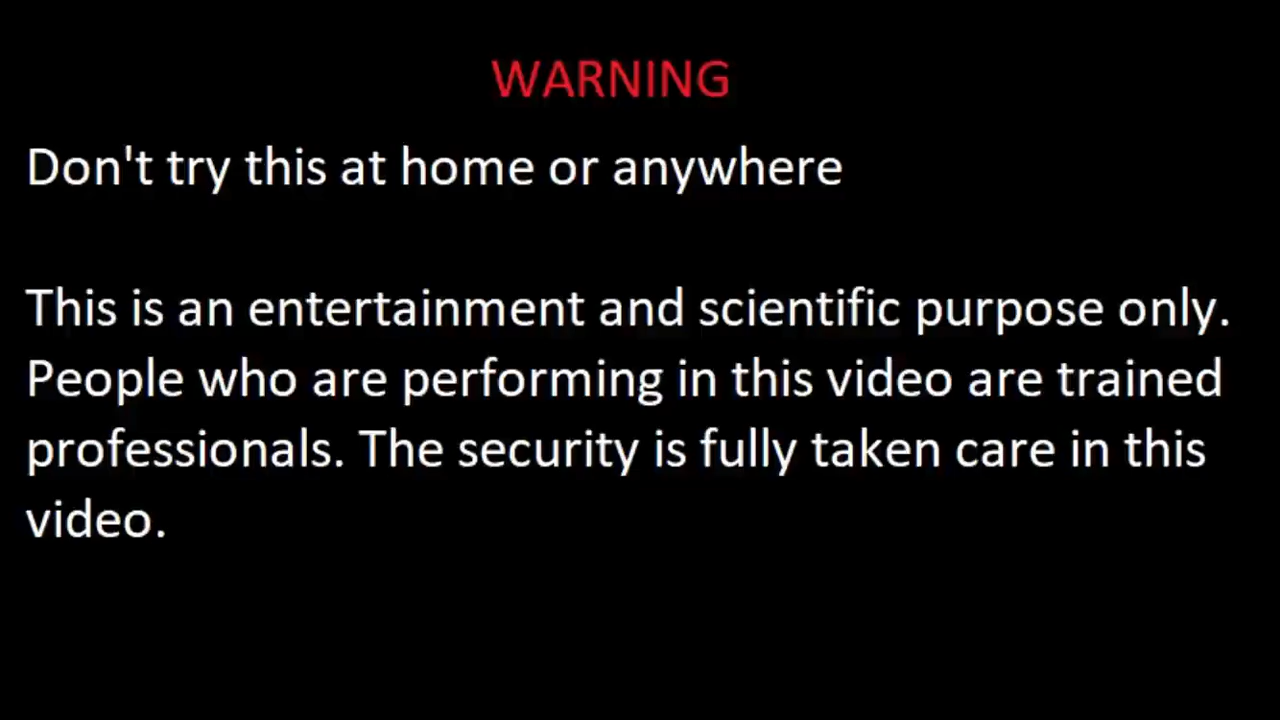 WARNING
Don't try this at home or anywhere
This is an entertainment and scientific purpose only.
People who are performing in this video are trained
professionals. The security is fully taken care in this
video.